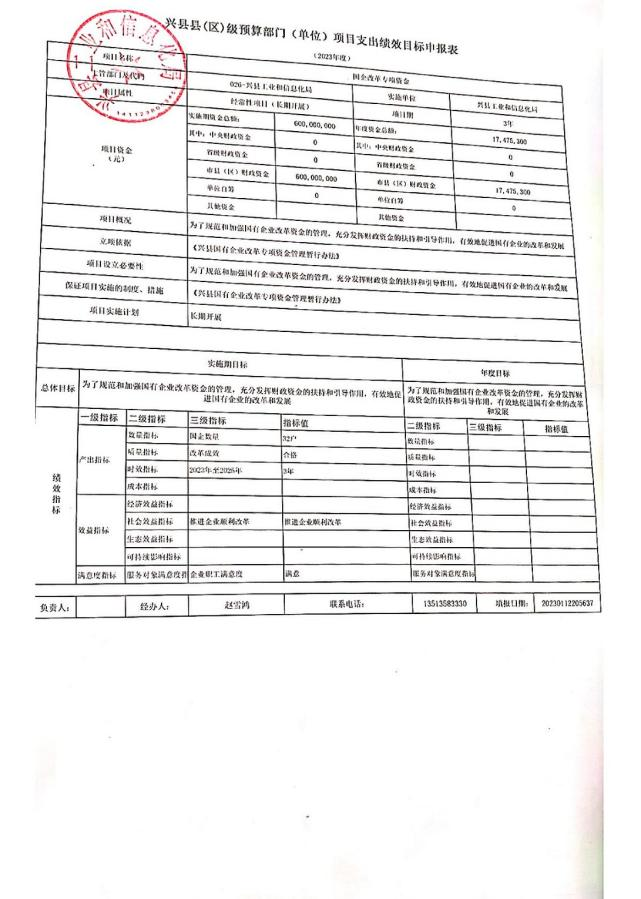 兴县县(区)级预算部门(单位)项目支出绩效目标申报表
(2023年度)
项目名称 国企改革专项资金
主管部门及代码 026-兴县工业和信息化局 实施单位 兴县工业和信息化局
项目属性 经常性项目(长期开展) 项目期 3年
项目资金
(元)
实施期资金总额: 600,000,000 年度资金总额: 17,475,300
其中:中央财政资金 0 其中:中央财政资金 0
省级财政资金 0 省级财政资金 0
市县(区)财政资金 600,000,000 市县(区)财政资金 17,475,300
单位自筹 0 单位自筹 0
其他资金 其他资金
项目概况 为了规范和加强国有企业改革资金的管理,充分发挥财政资金的扶持和引导作用,有效地促进国有企业的改革和发展
立项依据 《兴县国有企业改革专项资金管理暂行办法》
项目设立必要性 为了规范和加强国有企业改革资金的管理,充分发挥财政资金的扶持和引导作用,有效地促进国有企业的改革和发展
保证项目实施的制度、措施 《兴县国有企业改革专项资金管理暂行办法》
项目实施计划 长期开展
实施期目标 年度目标
总体目标 为了规范和加强国有企业改革资金的管理,充分发挥财政资金的扶持和引导作用,有效地促进国有企业的改革和发展 为了规范和加强国有企业改革资金的管理,充分发挥财政资金的扶持和引导作用,有效地促进国有企业的改革和发展
绩效指标
一级指标 二级指标 三级指标 指标值 二级指标 三级指标 指标值
产出指标
数量指标 国企数量 32户 数量指标
质量指标 改革成效 合格 质量指标
时效指标 2023年至2025年 3年 时效指标
成本指标 成本指标
效益指标
经济效益指标 经济效益指标
社会效益指标 推进企业顺利改革 推进企业顺利改革 社会效益指标
生态效益指标 生态效益指标
可持续影响指标 可持续影响指标
满意度指标 服务对象满意度指 企业职工满意度 满意 服务对象满意度指标
负责人: 经办人: 赵雪鸿 联系电话: 13513583330 填报日期: 20230112205637